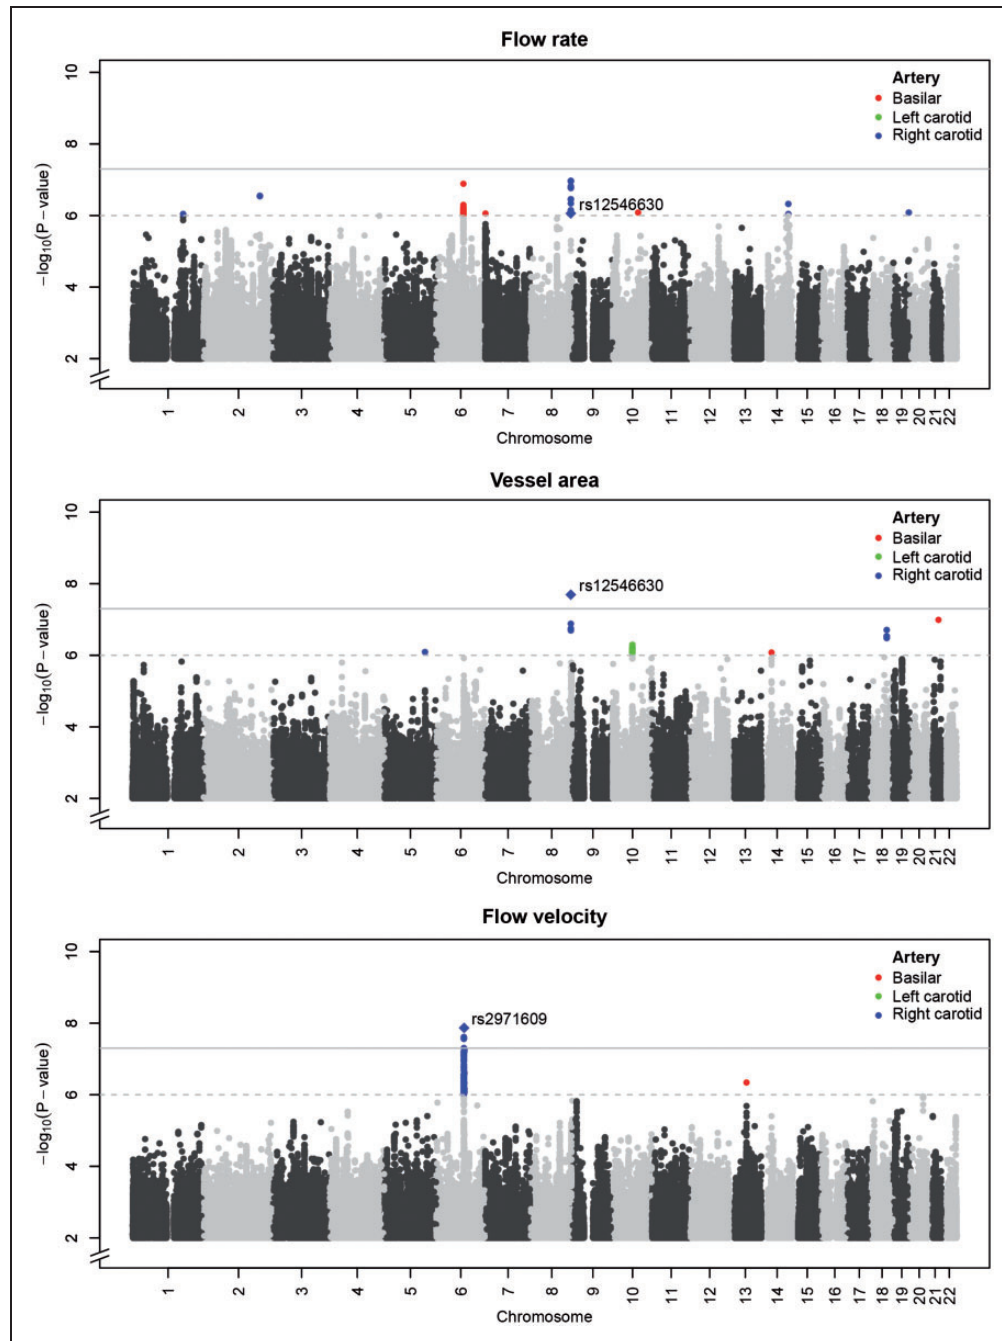 Flow rate
10
8
6
4
2
−log10(P−value)
Artery
Basilar
Left carotid
Right carotid
rs12546630
1 2 3 4 5 6 7 8 9 10 11 12 13 14 15 16 17 18 19 20 21 22
Chromosome
Vessel area
10
8
6
4
2
−log10(P−value)
Artery
Basilar
Left carotid
Right carotid
rs12546630
1 2 3 4 5 6 7 8 9 10 11 12 13 14 15 16 17 18 19 20 21 22
Chromosome
Flow velocity
10
8
6
4
2
−log10(P−value)
Artery
Basilar
Left carotid
Right carotid
rs2971609
1 2 3 4 5 6 7 8 9 10 11 12 13 14 15 16 17 18 19 20 21 22
Chromosome